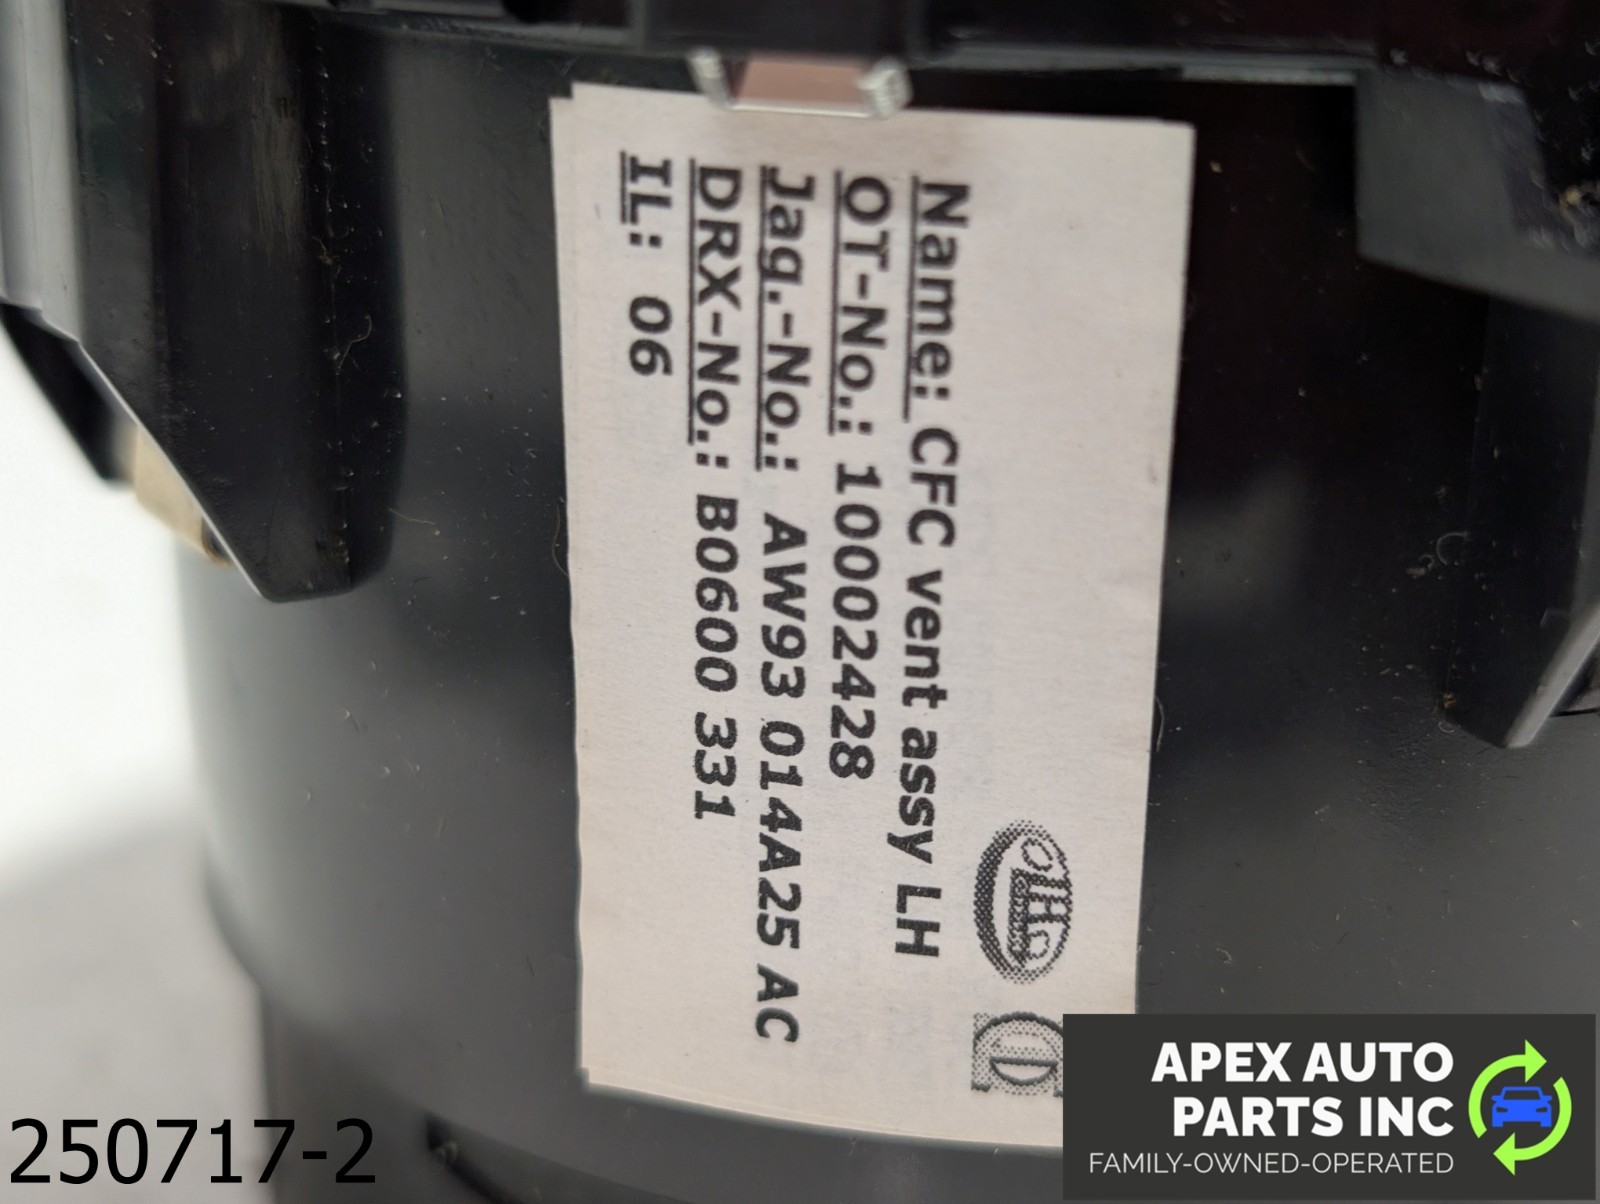 Name: CFC vent assy LH
OT-No.: 10002428
Jag.-No.: AW93 014A25 AC
DRX-No.: B0600 331
IL: 06
250717-2
APEX AUTO
PARTS INC
FAMILY-OWNED-OPERATED